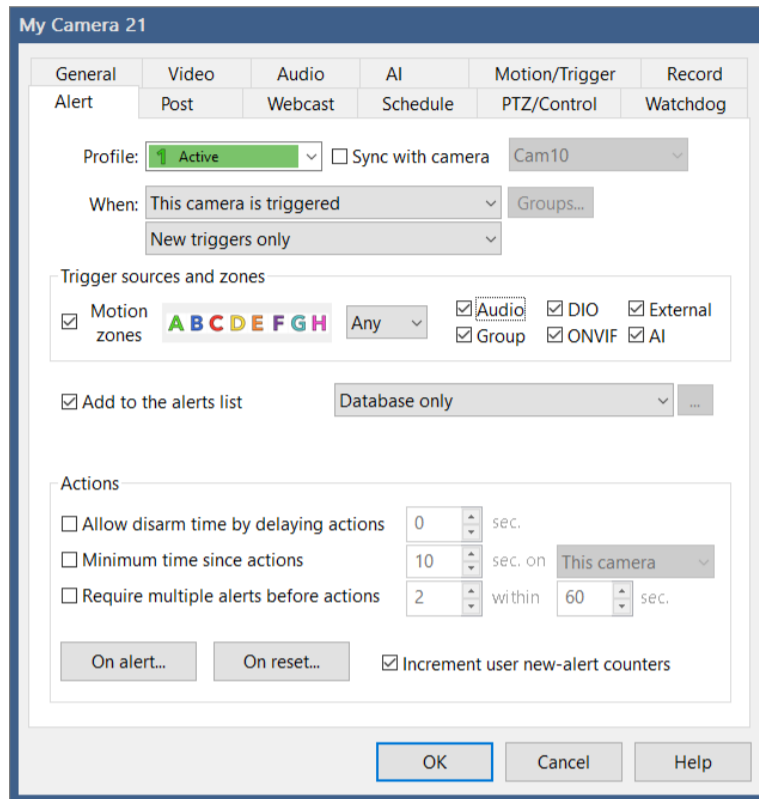 My Camera 21
General Video Audio AI Motion/Trigger Record
Alert Post Webcast Schedule PTZ/Control Watchdog
Profile: 1 Active Sync with camera Cam10
When: This camera is triggered Groups...
New triggers only
Trigger sources and zones
Motion zones A B C D E F G H Any Audio DIO External
Group ONVIF AI
Add to the alerts list Database only ...
Actions
Allow disarm time by delaying actions 0 sec.
Minimum time since actions 10 sec. on This camera
Require multiple alerts before actions 2 within 60 sec.
On alert... On reset... Increment user new-alert counters
OK Cancel Help